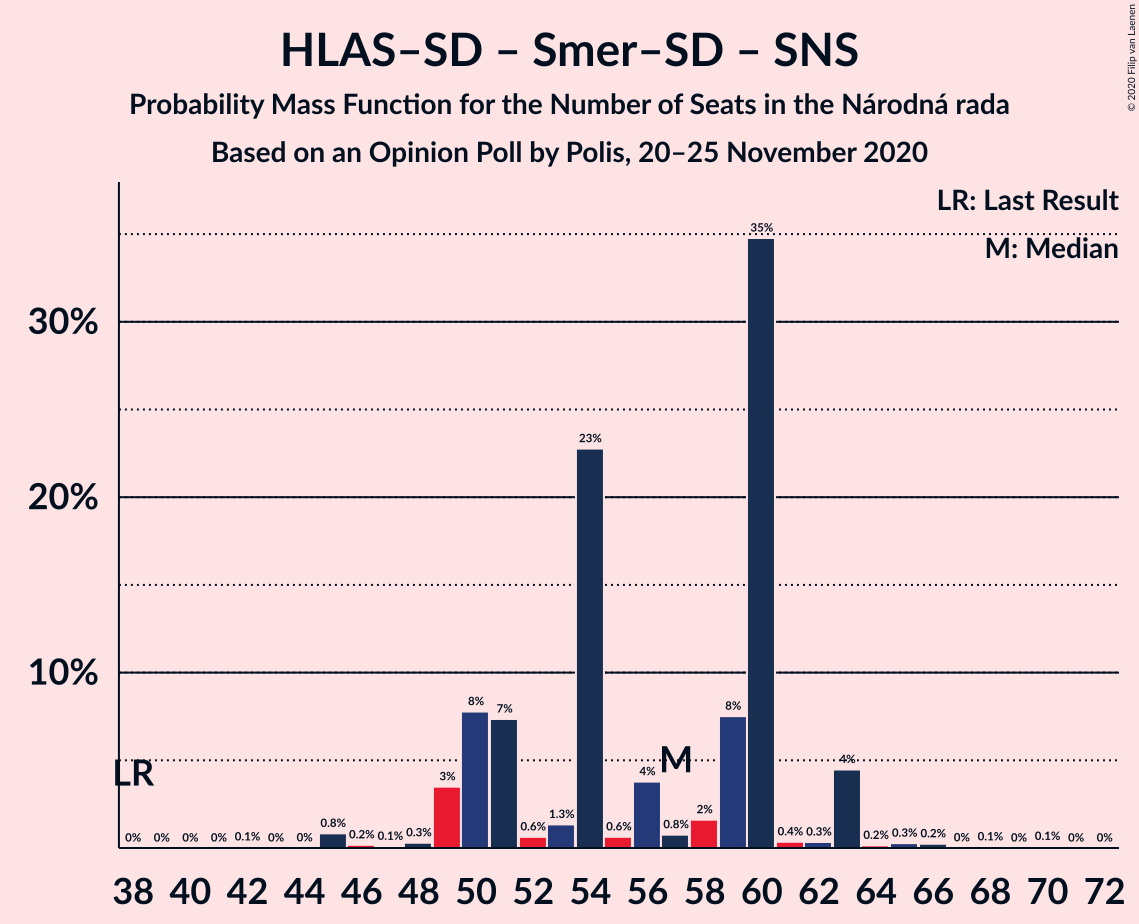 HLAS–SD – Smer–SD – SNS
Probability Mass Function for the Number of Seats in the Národná rada
Based on an Opinion Poll by Polis, 20–25 November 2020
© 2020 Filip van Laenen
LR: Last Result
M: Median
30%
20%
10%
LR
M
0% 0% 0% 0% 0.1% 0% 0% 0.8% 0.2% 0.1% 0.3% 3% 8% 7% 0.6% 1.3% 23% 0.6% 4% 0.8% 2% 8% 35% 0.4% 0.3% 4% 0.2% 0.3% 0.2% 0% 0.1% 0% 0.1% 0% 0%
38 40 42 44 46 48 50 52 54 56 58 60 62 64 66 68 70 72